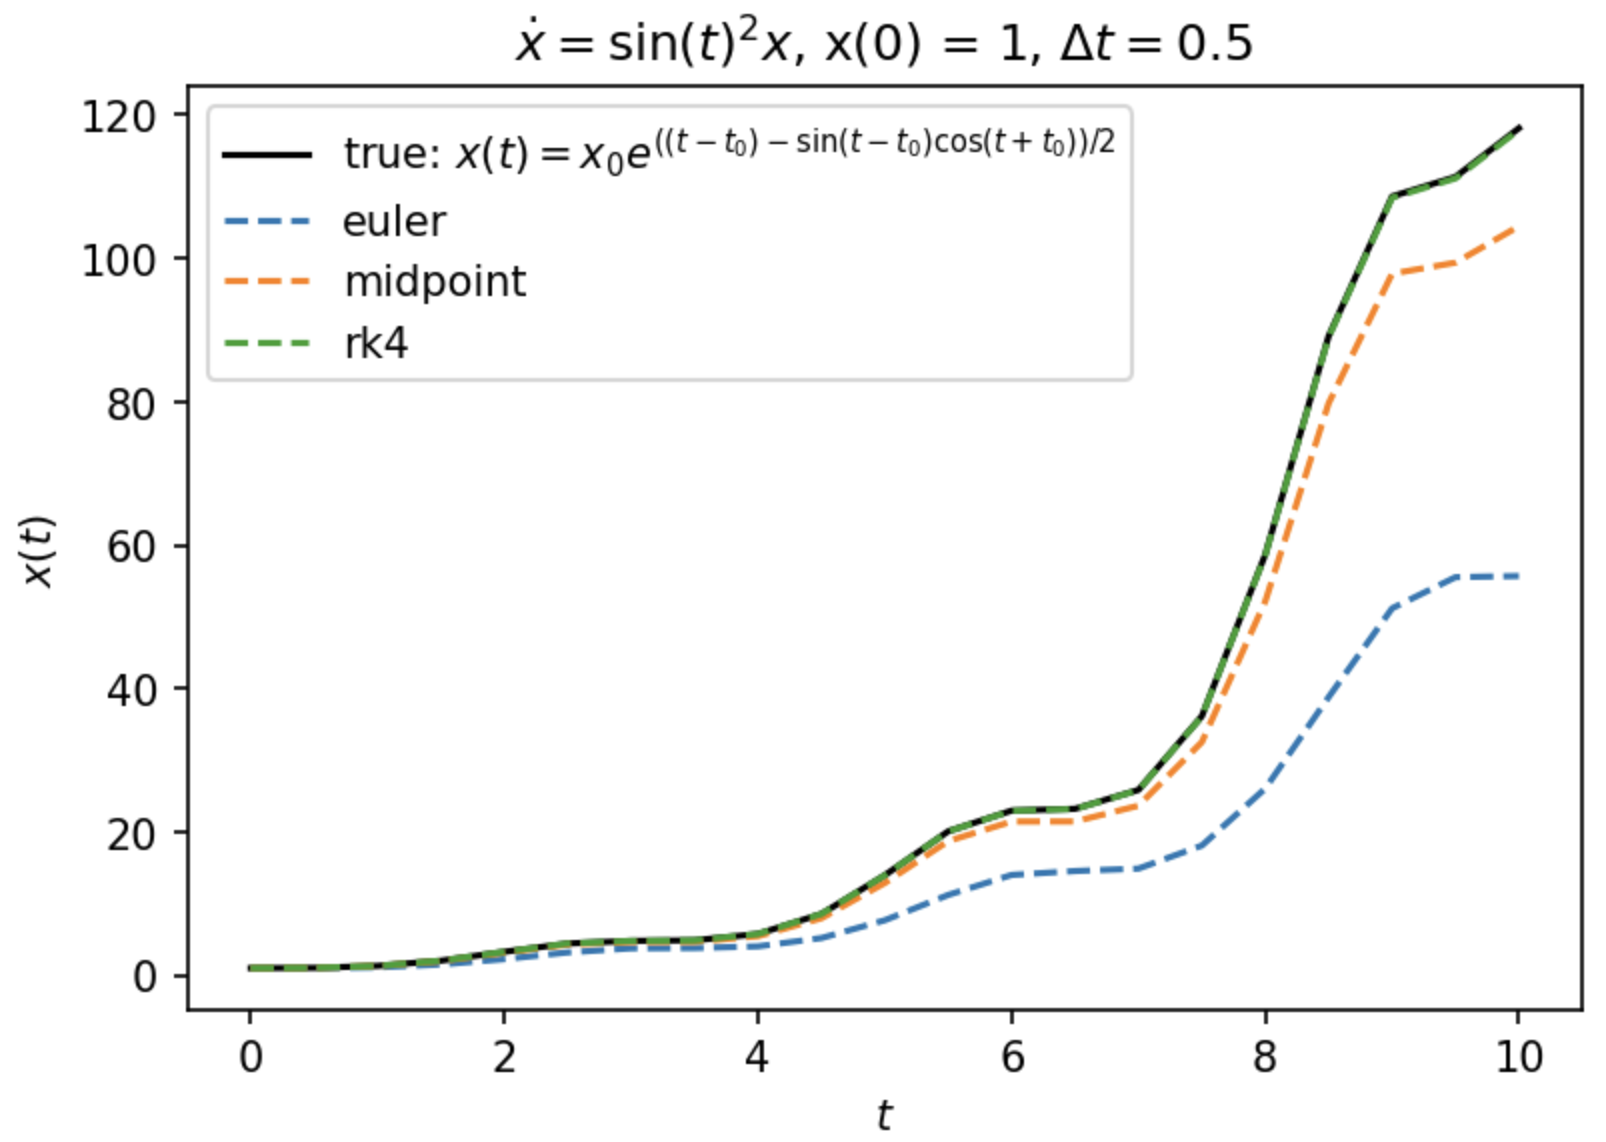 ẋ = sin(t)²x, x(0) = 1, Δt = 0.5
120
100
80
60
40
20
0
x(t)
true: x(t) = x₀e^((t − t₀) − sin(t − t₀)cos(t + t₀))/2
euler
midpoint
rk4
0 2 4 6 8 10
t